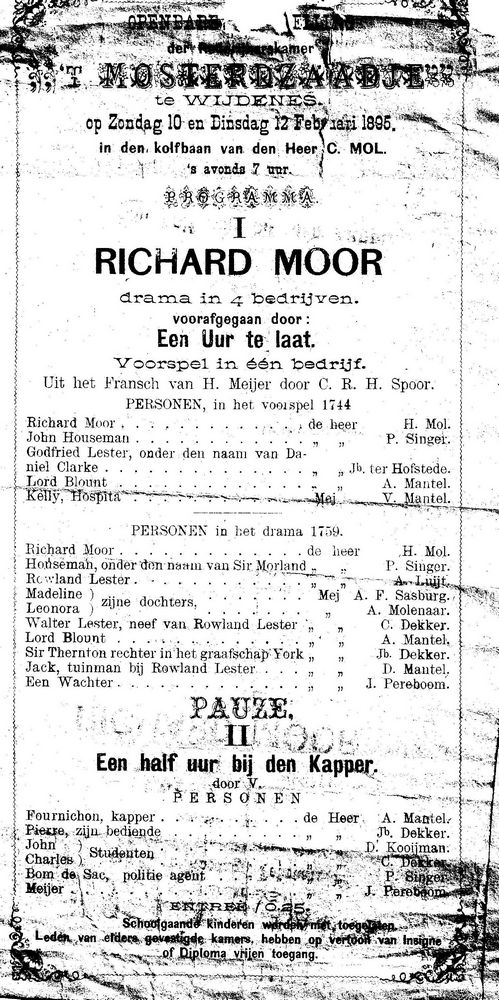 OPENBARE
der
„'T MOSTERDZAADJE"
te WIJDENES.
op Zondag 10 en Dinsdag 12 Februari 1895.
in den kolfbaan van den Heer C. MOL.
's avonds 7 uur.
PROGRAMMA.
I
RICHARD MOOR
drama in 4 bedrijven.
voorafgegaan door:
Een Uur te laat.
Voorspel in één bedrijf.
Uit het Fransch van H. Meijer door C. R. H. Spoor.
PERSONEN, in het voorspel 1744
Richard Moor . . . . . . . . . . . . de heer H. Mol.
John Houseman . . . . . . . . . . . . „ „ P. Singer.
Godfried Lester, onder den naam van Da-
niel Clarke . . . . . . . . . . . . „ „ Jb. ter Hofstede.
Lord Blount . . . . . . . . . . . . „ „ A. Mantel.
Kelly, Hospita . . . . . . . . . . . . Mej V. Mantel.
PERSONEN in het drama 1759.
Richard Moor . . . . . . . . . . . . de heer H. Mol.
Houseman, onder den naam van Sir Morland „ „ P. Singer.
Rowland Lester . . . . . . . . . . . . „ „ A. Luijt.
Madeline ) zijne dochters, . . . . . . Mej A. F. Sasburg.
Leonora ) „ A. Molenaar.
Walter Lester, neef van Rowland Lester „ „ C. Dekker.
Lord Blount . . . . . . . . . . . . „ „ A. Mantel.
Sir Thernton rechter in het graafschap York „ „ Jb. Dekker.
Jack, tuinman bij Rowland Lester . . . . „ „ D. Mantel.
Een Wachter . . . . . . . . . . . . „ „ J. Pereboom.
PAUZE.
II
Een half uur bij den Kapper.
door V.
PERSONEN
Fournichon, kapper . . . . . . . . . de Heer A. Mantel.
Pierre, zijn bediende . . . . . . . . . „ „ Jb. Dekker.
John ) Studenten . . . . . . . . . D. Kooijman.
Charles ) „ „ C. Dekker.
Bom de Sac, politie agent . . . . . . „ „ P. Singer
Meijer . . . . . . . . . . . . „ „ J. Pereboom
ENTREE f 0.25.
Schoolgaande kinderen worden niet toegelaten.
Leden van elders gevestigde kamers, hebben op vertoon van Insigne
of Diploma vrijen toegang.